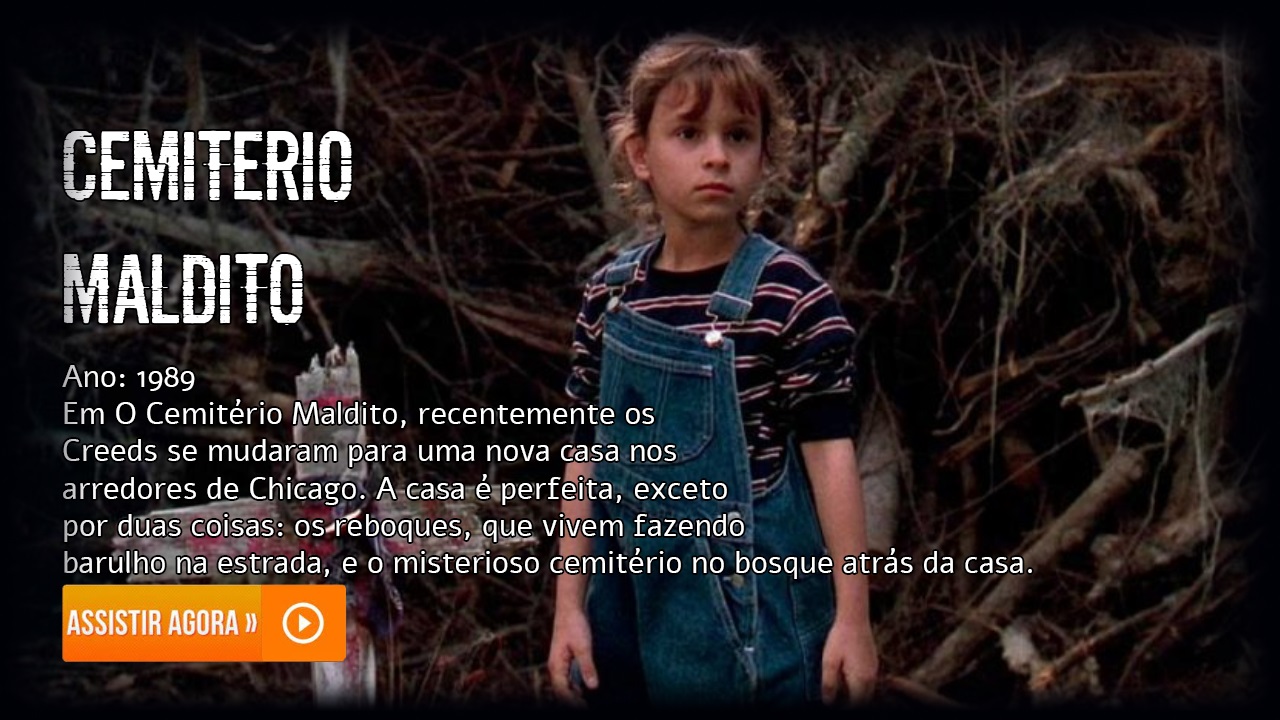 CEMITERIO
MALDITO
Ano: 1989
Em O Cemitério Maldito, recentemente os
Creeds se mudaram para uma nova casa nos
arredores de Chicago. A casa é perfeita, exceto
por duas coisas: os reboques, que vivem fazendo
barulho na estrada, e o misterioso cemitério no bosque atrás da casa.
ASSISTIR AGORA »